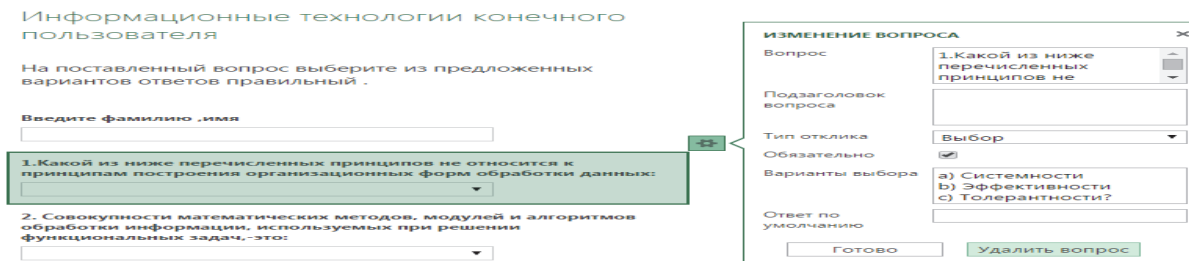 Информационные технологии конечного
пользователя
На поставленный вопрос выберите из предложенных
вариантов ответов правильный .
Введите фамилию ,имя
1.Какой из ниже перечисленных принципов не относится к
принципам построения организационных форм обработки данных:
2. Совокупности математических методов, модулей и алгоритмов
обработки информации, используемых при решении
функциональных задач,-это:
ИЗМЕНЕНИЕ ВОПРОСА
Вопрос
1.Какой из ниже
перечисленных
принципов не
Подзаголовок
вопроса
Тип отклика
Выбор
Обязательно
Варианты выбора
a) Системности
b) Эффективности
c) Толерантности?
Ответ по
умолчанию
Готово
Удалить вопрос